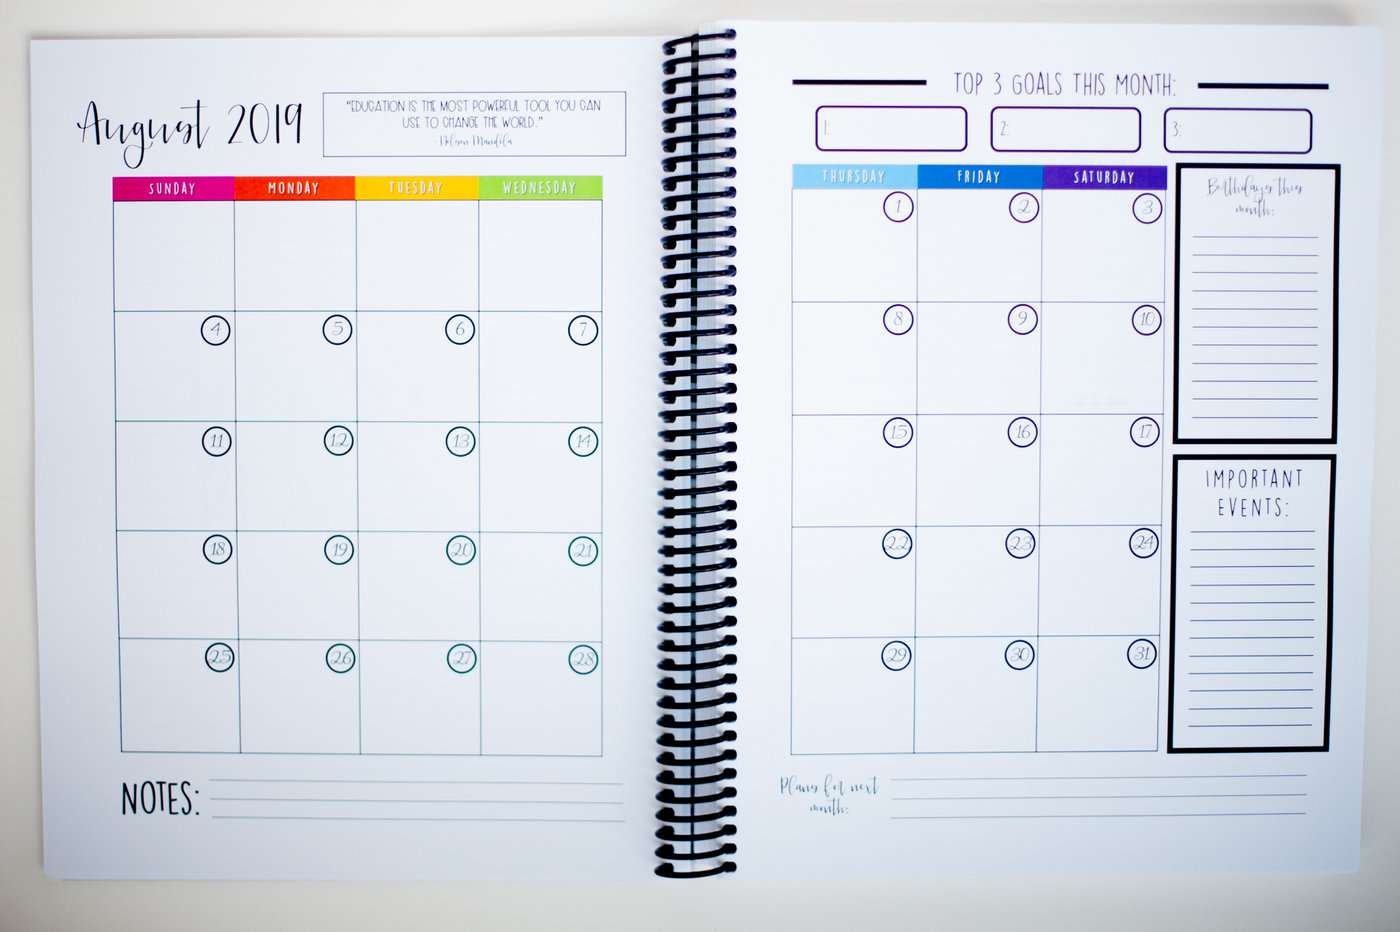 August 2019
"EDUCATION IS THE MOST POWERFUL TOOL YOU CAN
USE TO CHANGE THE WORLD."
- Nelson Mandela
SUNDAY MONDAY TUESDAY WEDNESDAY
4 5 6 7
11 12 13 14
18 19 20 21
25 26 27 28
NOTES:
TOP 3 GOALS THIS MONTH:
1: 2: 3:
THURSDAY FRIDAY SATURDAY
1 2 3
8 9 10
15 16 17
22 23 24
29 30 31
Birthdays this
month:
IMPORTANT
EVENTS:
Plans for next
month: